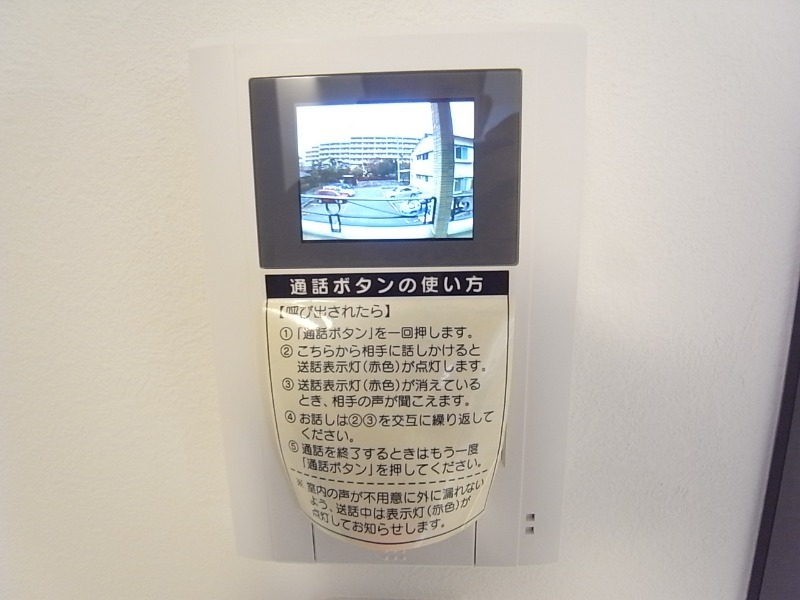 通話ボタンの使い方
【呼び出されたら】
①「通話ボタン」を一回押します。
② こちらから相手に話しかけると
送話表示灯(赤色)が点灯します。
③ 送話表示灯(赤色)が消えている
とき、相手の声が聞こえます。
④ お話しは②③を交互に繰り返して
ください。
⑤ 通話を終了するときはもう一度
「通話ボタン」を押してください。
※ 室内の声が不用意に外に漏れない
よう、送話中は表示灯(赤色)が
点灯してお知らせします。